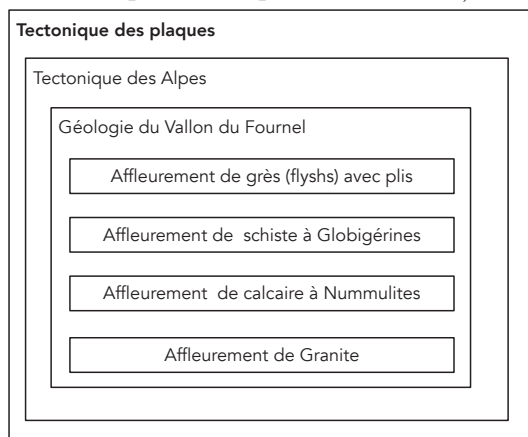 Tectonique des plaques
Tectonique des Alpes
Géologie du Vallon du Fournel
Affleurement de grès (flyshs) avec plis
Affleurement de schiste à Globigérines
Affleurement de calcaire à Nummulites
Affleurement de Granite